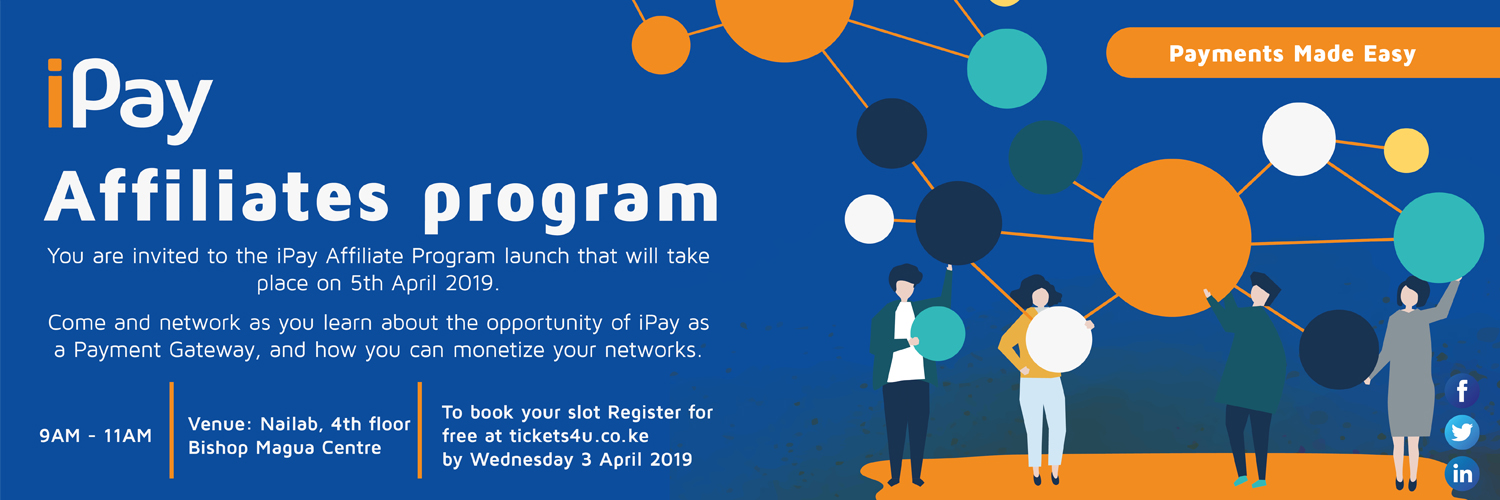 iPay
Payments Made Easy
Affiliates program
You are invited to the iPay Affiliate Program launch that will take
place on 5th April 2019.
Come and network as you learn about the opportunity of iPay as
a Payment Gateway, and how you can monetize your networks.
9AM - 11AM
Venue: Nailab, 4th floor
Bishop Magua Centre
To book your slot Register for
free at tickets4u.co.ke
by Wednesday 3 April 2019
f
in